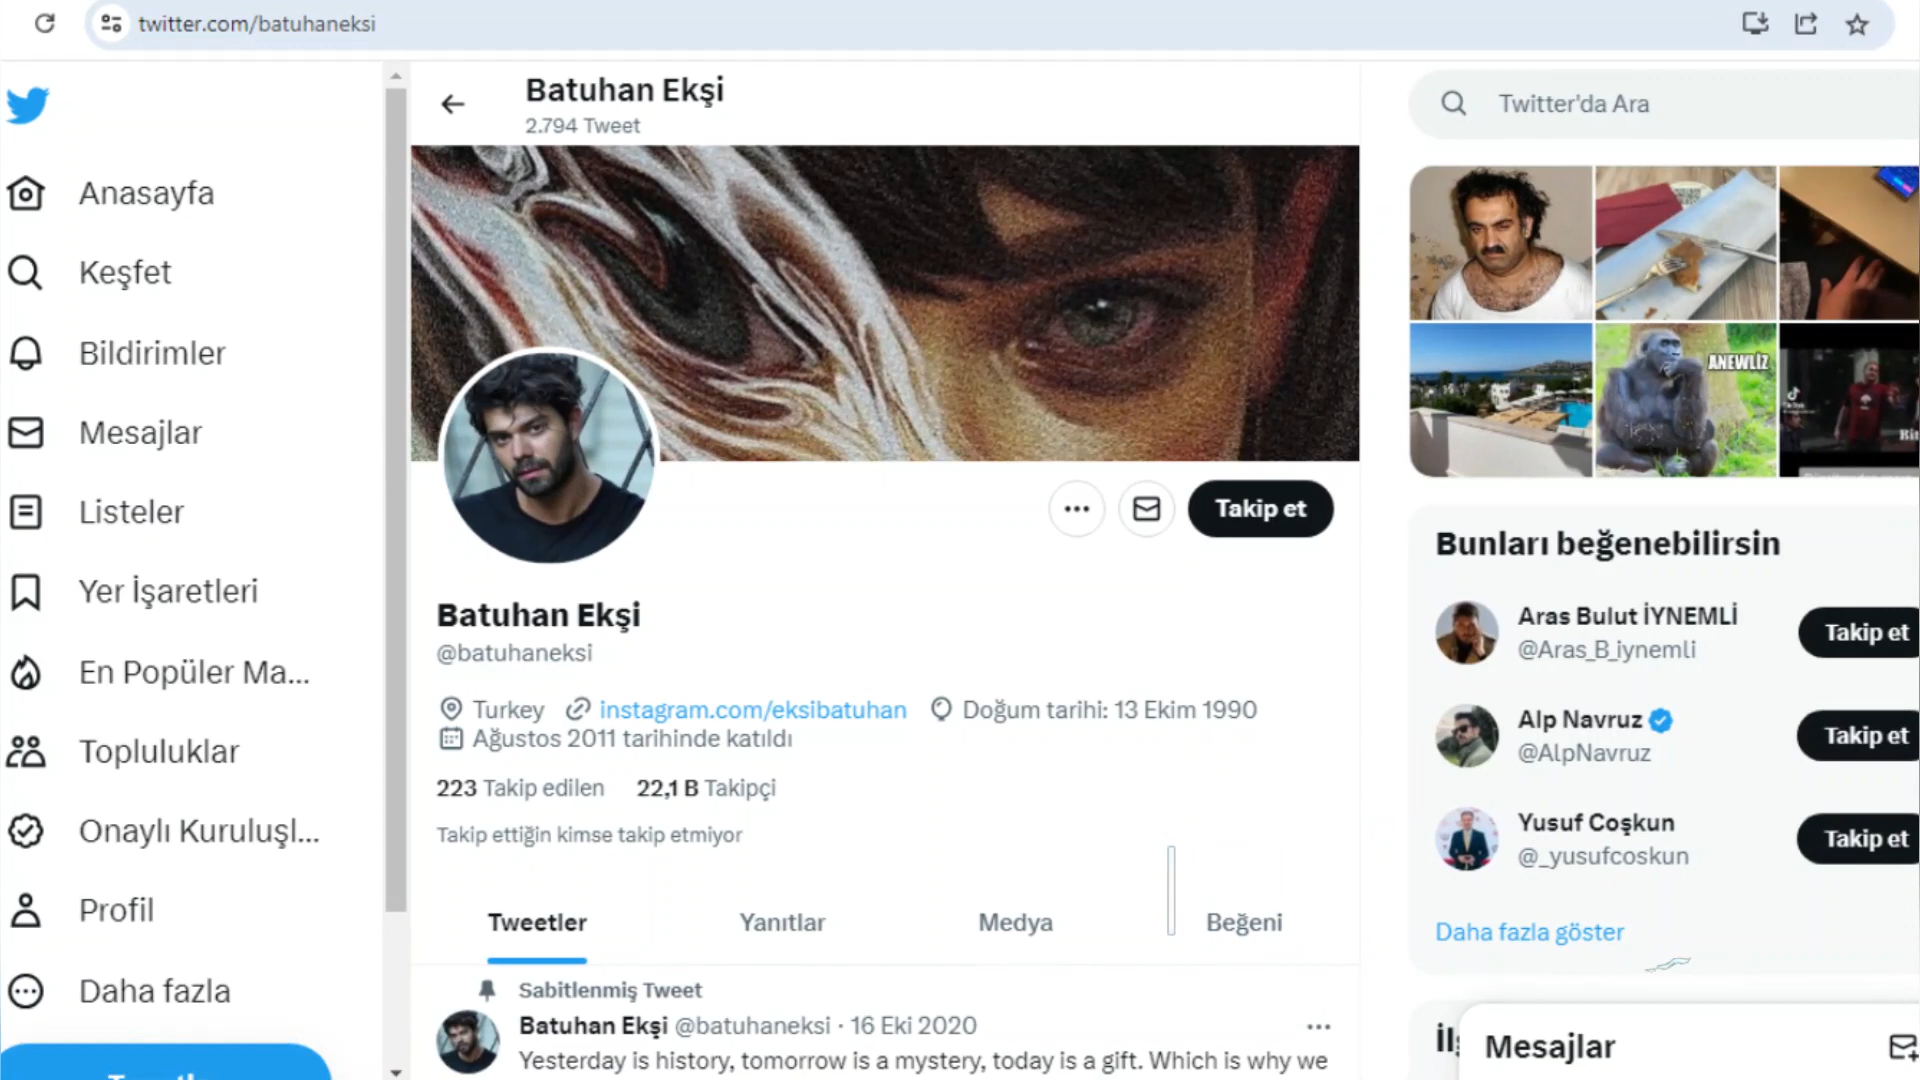 twitter.com/batuhaneksi
Batuhan Ekşi
2.794 Tweet
Twitter'da Ara
Anasayfa
Keşfet
Bildirimler
Mesajlar
Listeler
Yer İşaretleri
En Popüler Ma...
Topluluklar
Onaylı Kuruluşl...
Profil
Daha fazla
ANEWLİZ
Takip et
Batuhan Ekşi
@batuhaneksi
Turkey instagram.com/eksibatuhan Doğum tarihi: 13 Ekim 1990
Ağustos 2011 tarihinde katıldı
223 Takip edilen 22,1 B Takipçi
Takip ettiğin kimse takip etmiyor
Tweetler Yanıtlar Medya Beğeni
Sabitlenmiş Tweet
Batuhan Ekşi @batuhaneksi · 16 Eki 2020
Yesterday is history, tomorrow is a mystery, today is a gift. Which is why we
Bunları beğenebilirsin
Aras Bulut İYNEMLİ
@Aras_B_iynemli
Takip et
Alp Navruz
@AlpNavruz
Takip et
Yusuf Coşkun
@_yusufcoskun
Takip et
Daha fazla göster
Mesajlar